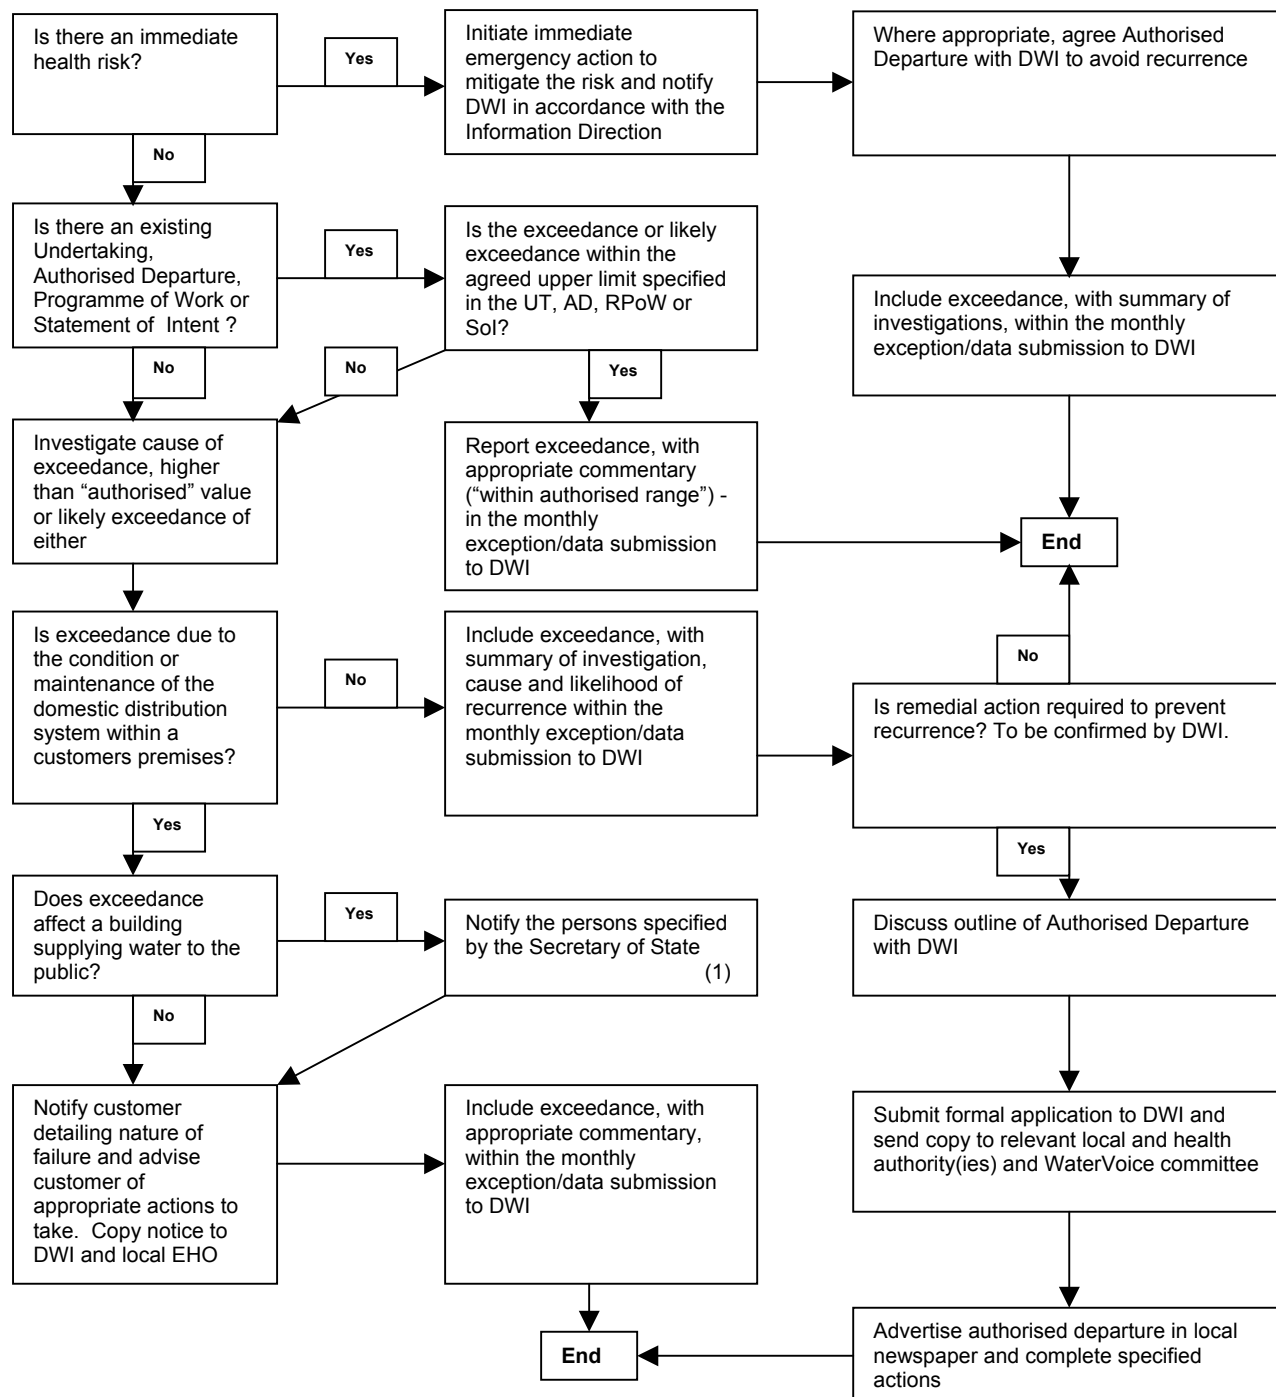 Is there an immediate
health risk?
Yes
Initiate immediate
emergency action to
mitigate the risk and notify
DWI in accordance with the
Information Direction
Where appropriate, agree Authorised
Departure with DWI to avoid recurrence
No
Is there an existing
Undertaking,
Authorised Departure,
Programme of Work or
Statement of  Intent ?
Yes
Is the exceedance or likely
exceedance within the
agreed upper limit specified
in the UT, AD, RPoW or
SoI?
Include exceedance, with summary of
investigations, within the monthly
exception/data submission to DWI
No
No
Yes
Investigate cause of
exceedance, higher
than “authorised” value
or likely exceedance of
either
Report exceedance, with
appropriate commentary
(“within authorised range”) -
in the monthly
exception/data submission
to DWI
End
Is exceedance due to
the condition or
maintenance of the
domestic distribution
system within a
customers premises?
No
Include exceedance, with
summary of investigation,
cause and likelihood of
recurrence within the
monthly exception/data
submission to DWI
No
Is remedial action required to prevent
recurrence? To be confirmed by DWI.
Yes
Yes
Does exceedance
affect a building
supplying water to the
public?
Yes
Notify the persons specified
by the Secretary of State
(1)
Discuss outline of Authorised Departure
with DWI
No
Notify customer
detailing nature of
failure and advise
customer of
appropriate actions to
take.  Copy notice to
DWI and local EHO
Include exceedance, with
appropriate commentary,
within the monthly
exception/data submission
to DWI
Submit formal application to DWI and
send copy to relevant local and health
authority(ies) and WaterVoice committee
End
Advertise authorised departure in local
newspaper and complete specified
actions